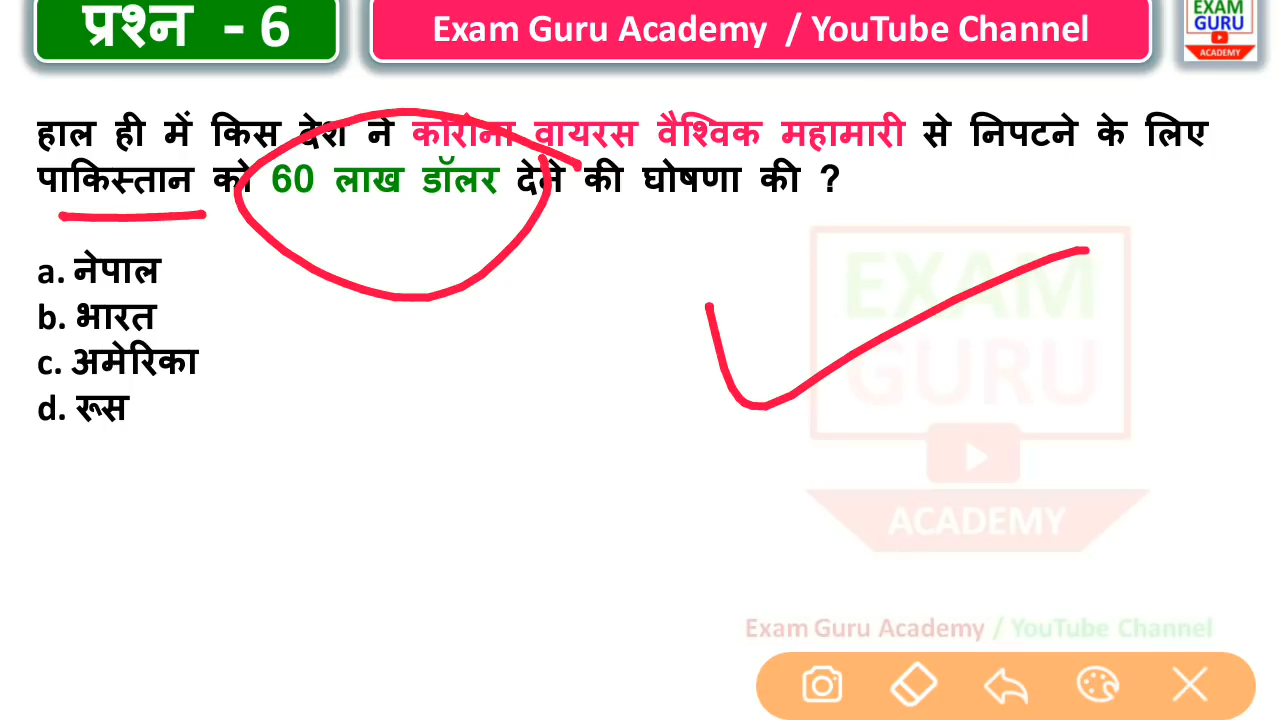 प्रश्न - 6
Exam Guru Academy / YouTube Channel
EXAM
GURU
ACADEMY
हाल ही में किस देश ने कोरोना वायरस वैश्विक महामारी से निपटने के लिए
पाकिस्तान को 60 लाख डॉलर देने की घोषणा की ?
a. नेपाल
b. भारत
c. अमेरिका
d. रूस
EXAM
GURU
ACADEMY
Exam Guru Academy / YouTube Channel